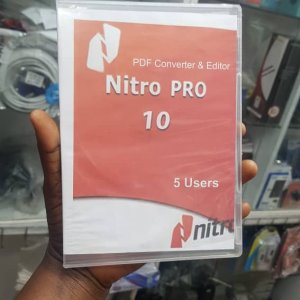 PDF Converter & Editor
Nitro PRO
10
5 Users
nitro